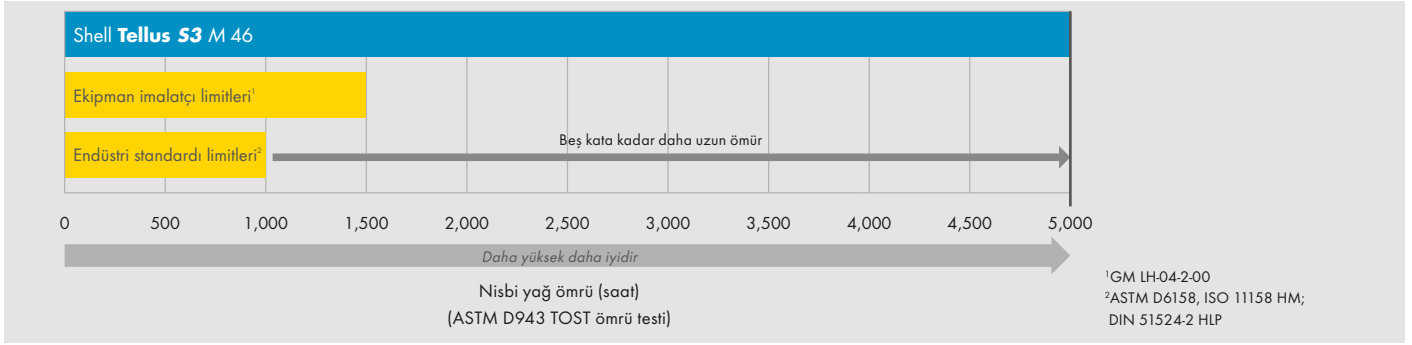 Shell Tellus S3 M 46
Ekipman imalatçı limitleri¹
Endüstri standardı limitleri²
Beş kata kadar daha uzun ömür
0 500 1,000 1,500 2,000 2,500 3,000 3,500 4,000 4,500 5,000
Daha yüksek daha iyidir
Nisbi yağ ömrü (saat)
(ASTM D943 TOST ömrü testi)
¹GM LH-04-2-00
²ASTM D6158, ISO 11158 HM;
DIN 51524-2 HLP